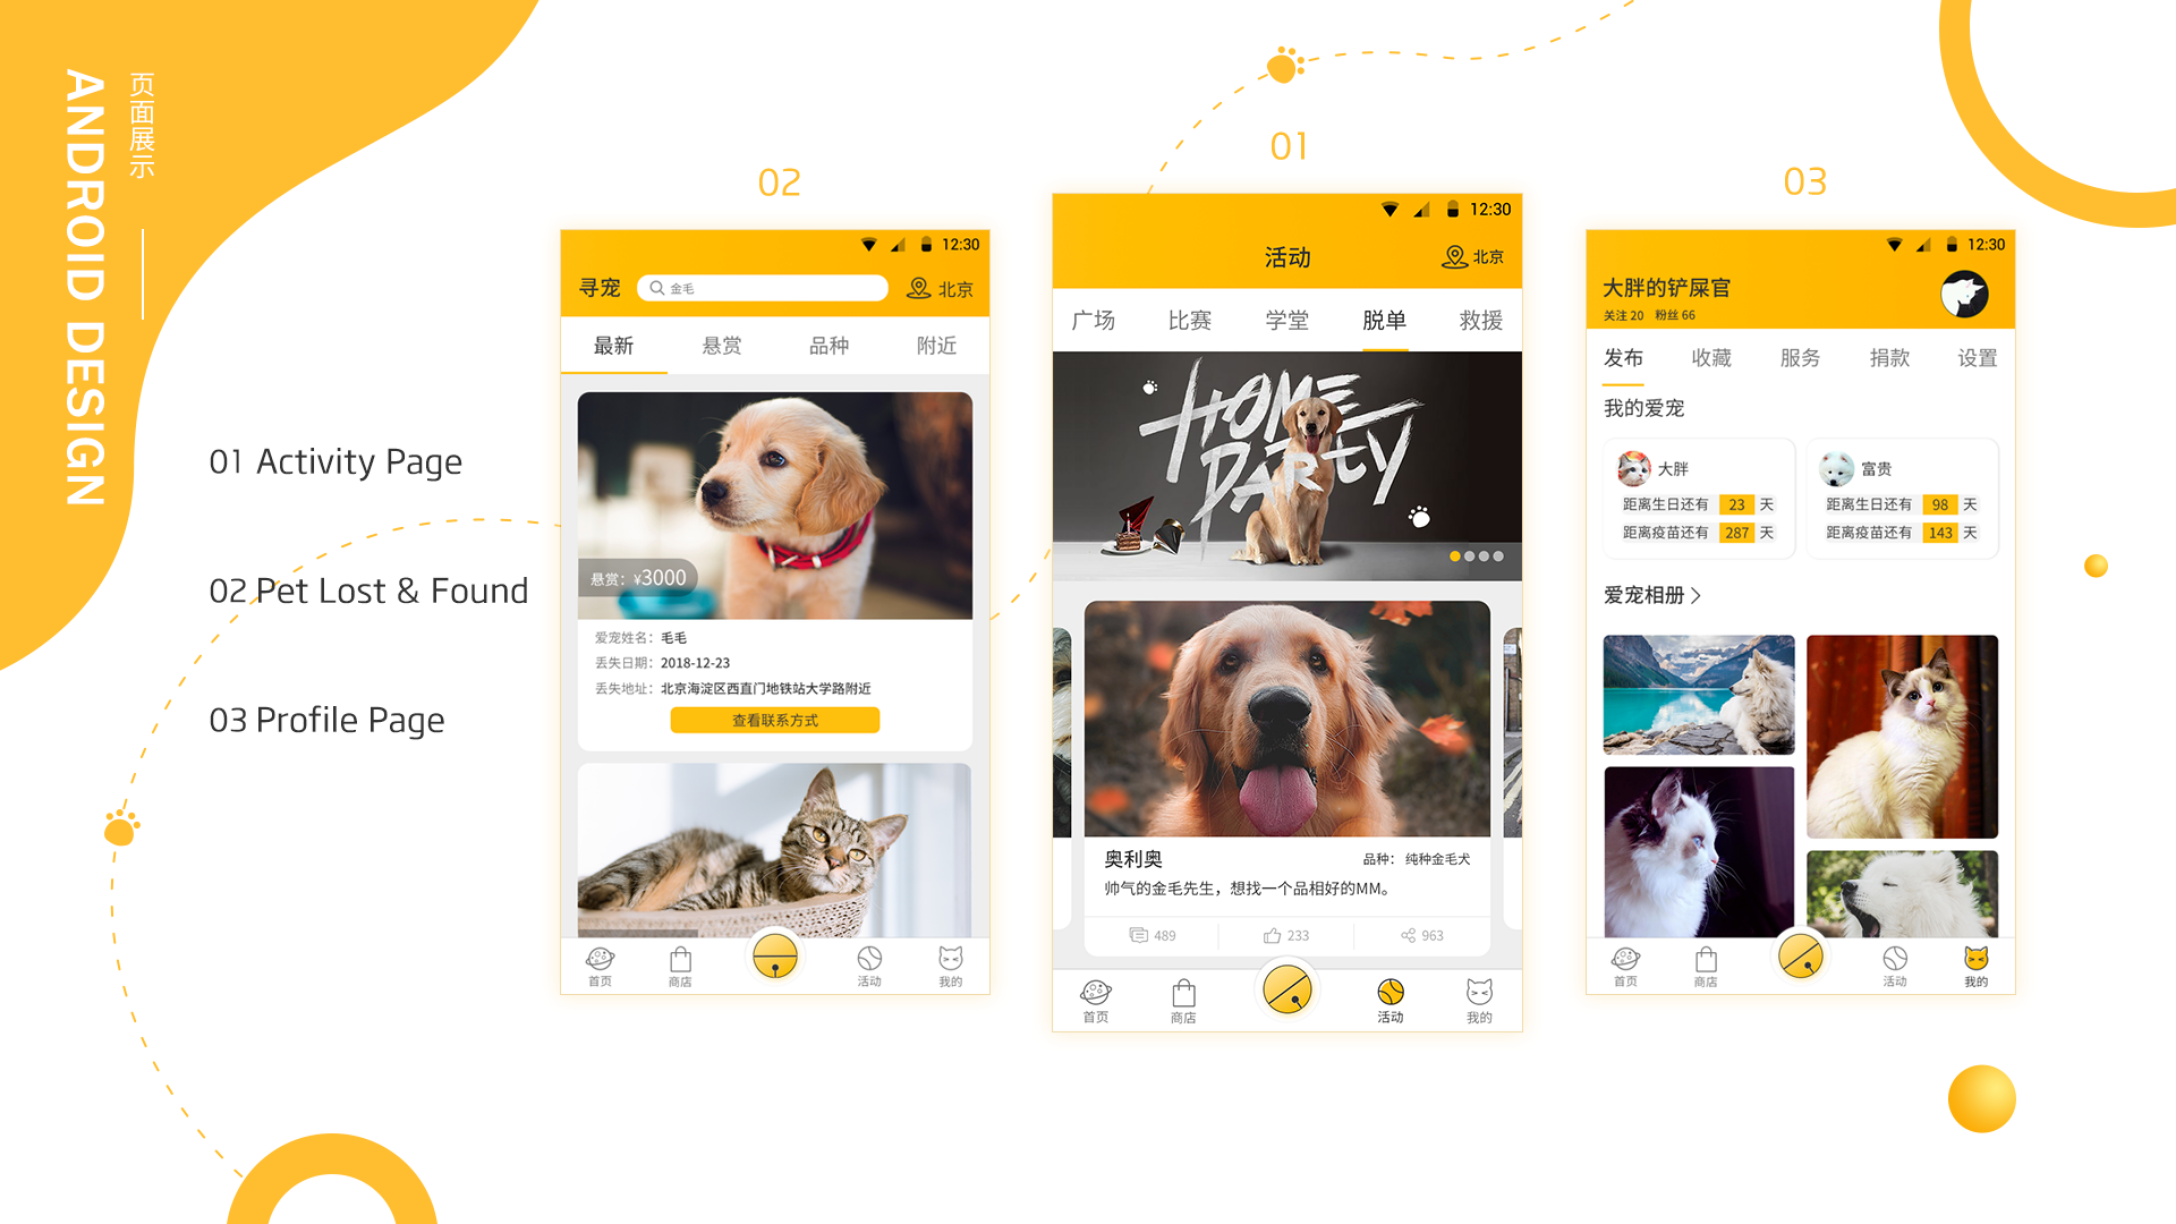 ANDROID DESIGN
页面展示
01 Activity Page
02 Pet Lost & Found
03 Profile Page
02
12:30
寻宠
金毛
北京
最新 悬赏 品种 附近
悬赏：¥3000
爱宠姓名：毛毛
丢失日期：2018-12-23
丢失地址：北京海淀区西直门地铁站大学路附近
查看联系方式
首页 商店 活动 我的
01
12:30
活动
北京
广场 比赛 学堂 脱单 救援
HOME
PARTY
奥利奥
品种： 纯种金毛犬
帅气的金毛先生，想找一个品相好的MM。
489 233 963
首页 商店 活动 我的
03
12:30
大胖的铲屎官
关注 20 粉丝 66
发布 收藏 服务 捐款 设置
我的爱宠
大胖
距离生日还有 23 天
距离疫苗还有 287 天
富贵
距离生日还有 98 天
距离疫苗还有 143 天
爱宠相册 >
首页 商店 活动 我的